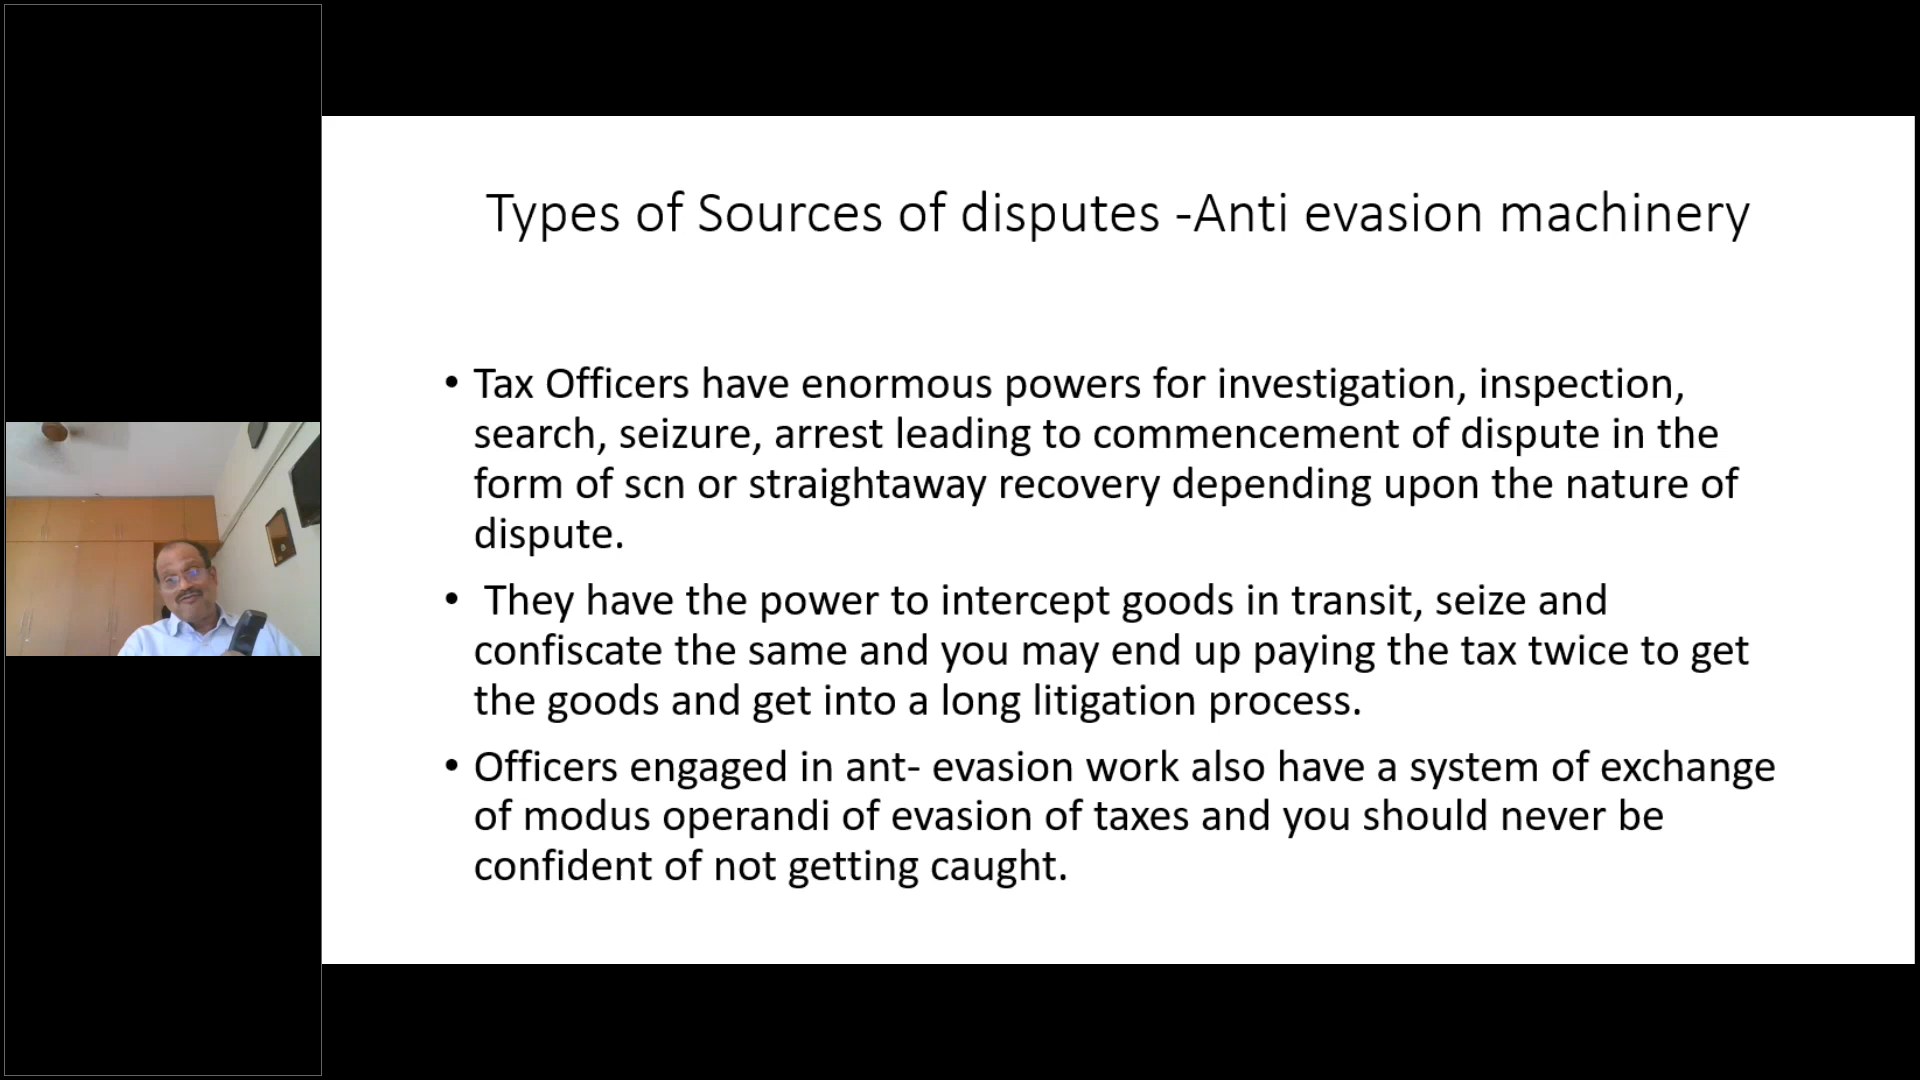 Types of Sources of disputes -Anti evasion machinery
• Tax Officers have enormous powers for investigation, inspection,
search, seizure, arrest leading to commencement of dispute in the
form of scn or straightaway recovery depending upon the nature of
dispute.
• They have the power to intercept goods in transit, seize and
confiscate the same and you may end up paying the tax twice to get
the goods and get into a long litigation process.
• Officers engaged in ant- evasion work also have a system of exchange
of modus operandi of evasion of taxes and you should never be
confident of not getting caught.